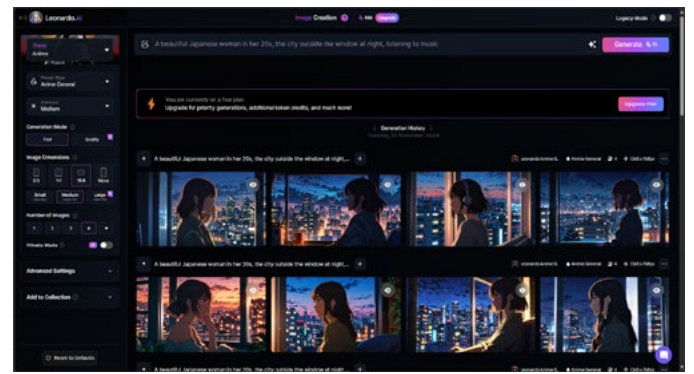 Leonardo.Ai
Image Creation
Upgrade
Legacy Mode
A beautiful Japanese woman in her 20s, the city outside the window at night, listening to music
Generate
Preset
Anime
Preset Style
Anime General
Contrast
Medium
Generation Mode
Fast
Quality
Image Dimensions
2:3
1:1
16:9
More
Small
Medium
Large
Number of Images
1
2
3
4
Private Mode
Advanced Settings
Add to Collection
Reset to Defaults
You are currently on a free plan.
Upgrade for priority generations, additional token credits, and much more!
Upgrade Plan
Generation History
A beautiful Japanese woman in her 20s, the city outside the window at night,...
Anime General
4
A beautiful Japanese woman in her 20s, the city outside the window at night,...
Anime General
4
A beautiful Japanese woman in her 20s, the city outside the window at night,...
Anime General
4